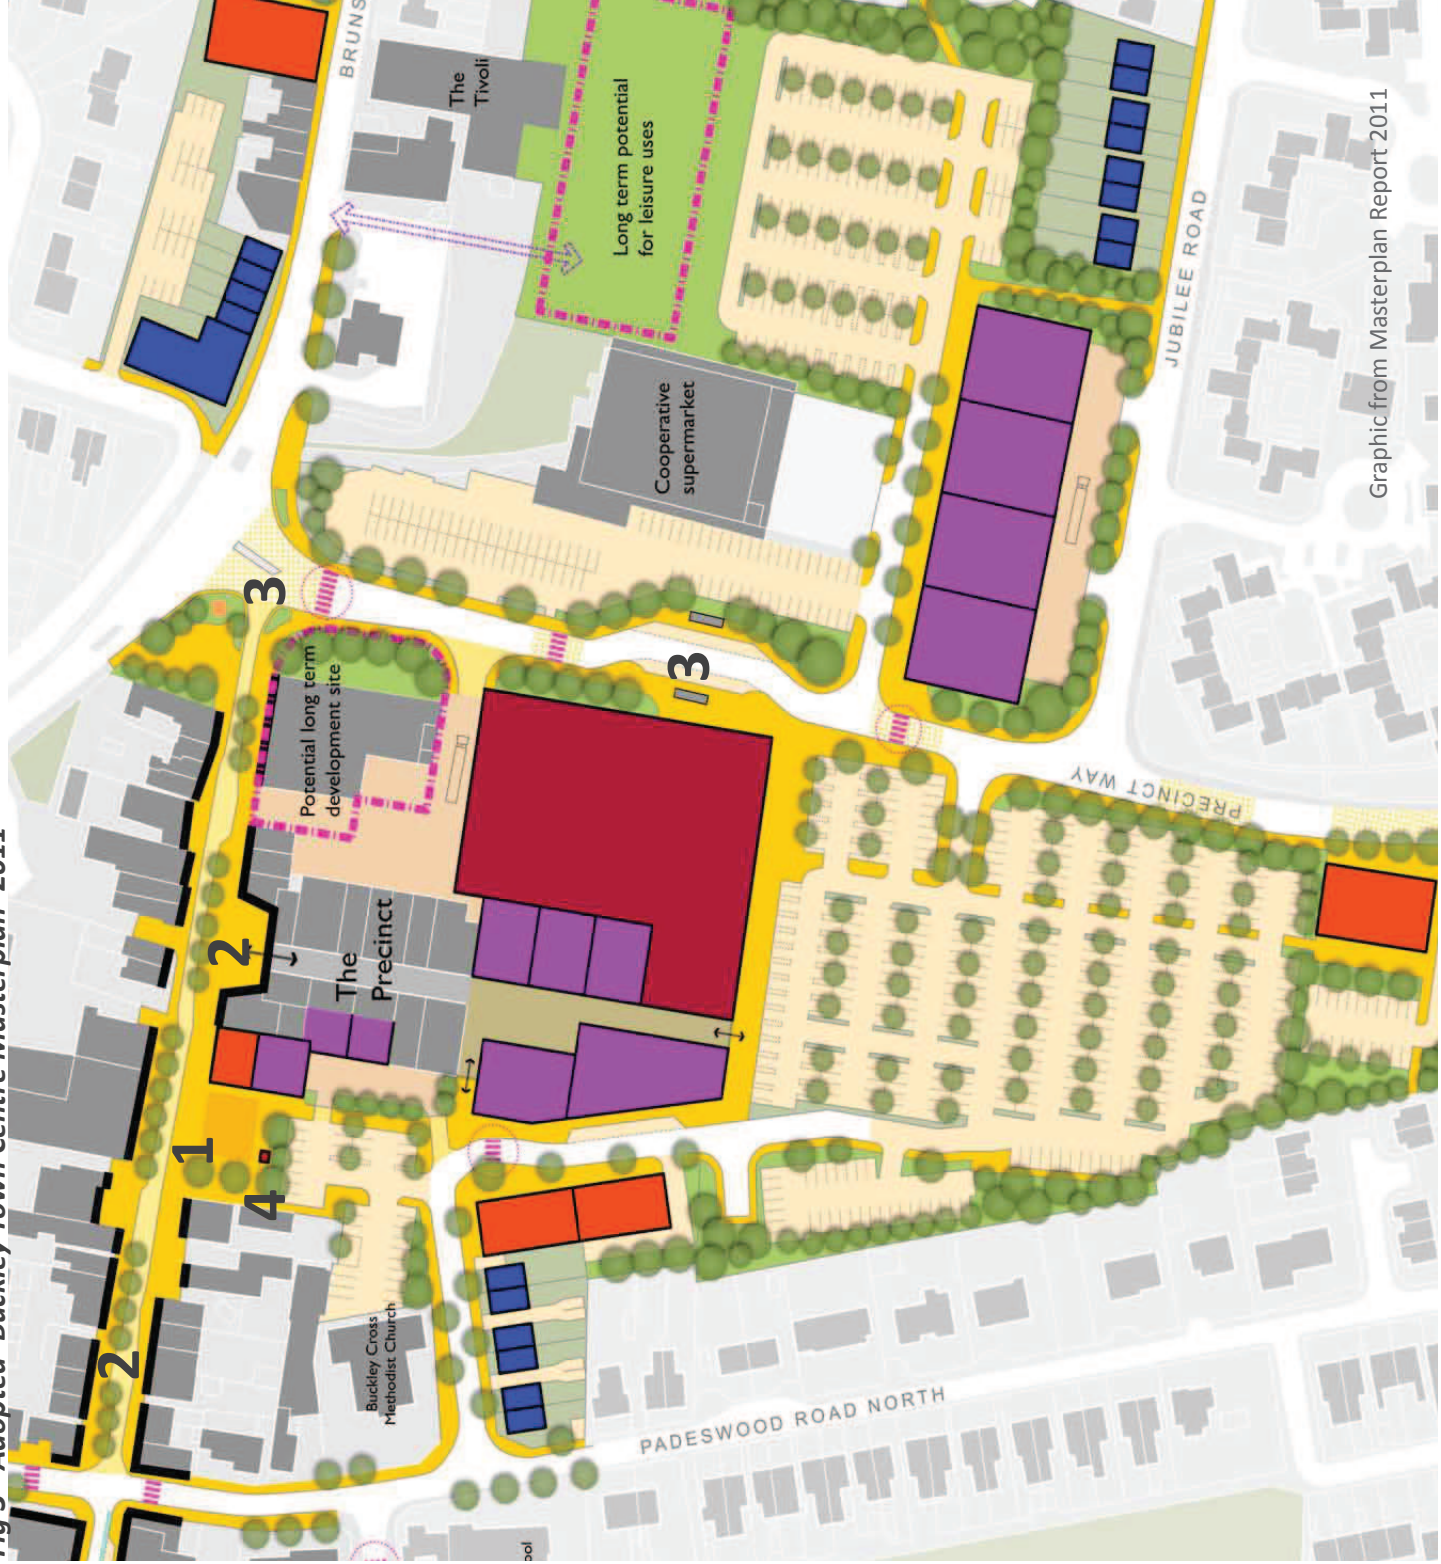 Fig 5 Adopted Buckley Town Centre Masterplan 2011
BRUNS
The
Tivoli
Long term potential
for leisure uses
Cooperative
supermarket
JUBILEE ROAD
Graphic from Masterplan Report 2011
3
3
Potential long term
development site
PRECINCT WAY
2
The
Precinct
1
4
2
Buckley Cross
Methodist Church
PADESWOOD ROAD NORTH
ool